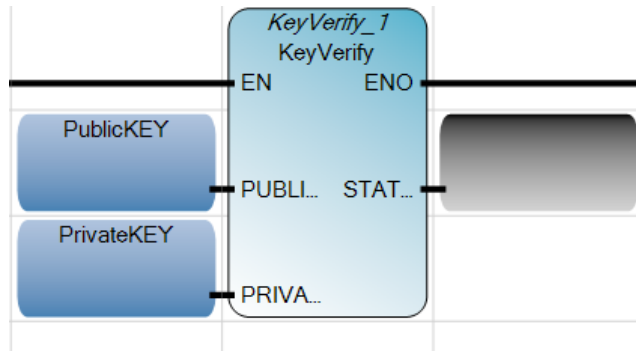 KeyVerify_1
KeyVerify
EN ENO
PublicKEY
PUBLI... STAT...
PrivateKEY
PRIVA...